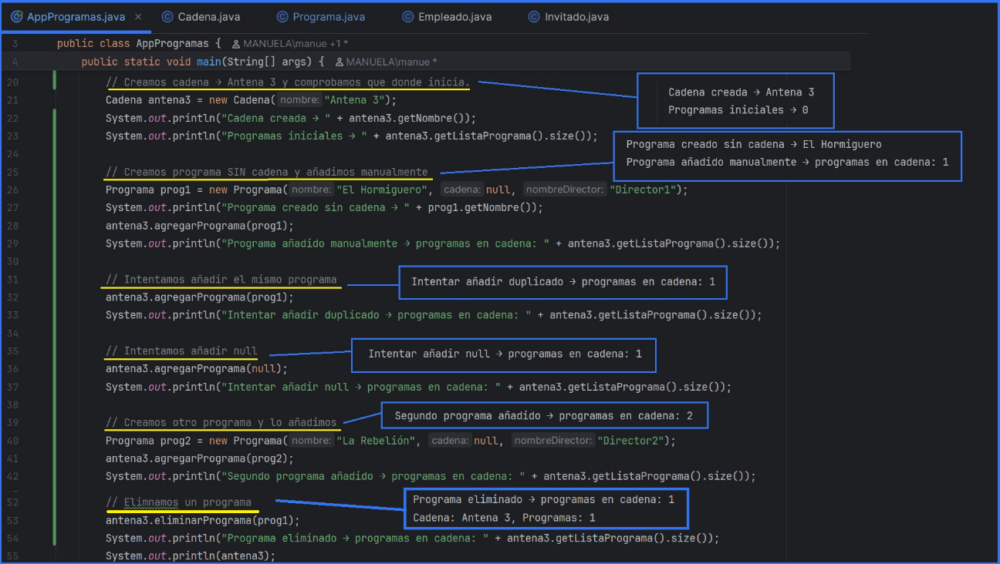 AppProgramas.java × Cadena.java Programa.java Empleado.java Invitado.java
3 public class AppProgramas { MANUELA\manue +1 *
4 public static void main(String[] args) { MANUELA\manue *
20 // Creamos cadena → Antena 3 y comprobamos que donde inicia.
21 Cadena antena3 = new Cadena( nombre: "Antena 3");
22 System.out.println("Cadena creada → " + antena3.getNombre());
23 System.out.println("Programas iniciales → " + antena3.getListaPrograma().size());
Cadena creada → Antena 3
Programas iniciales → 0
24
25 // Creamos programa SIN cadena y añadimos manualmente
26 Programa prog1 = new Programa( nombre: "El Hormiguero", cadena: null, nombreDirector: "Director1");
27 System.out.println("Programa creado sin cadena → " + prog1.getNombre());
28 antena3.agregarPrograma(prog1);
29 System.out.println("Programa añadido manualmente → programas en cadena: " + antena3.getListaPrograma().size());
Programa creado sin cadena → El Hormiguero
Programa añadido manualmente → programas en cadena: 1
30
31 // Intentamos añadir el mismo programa
32 antena3.agregarPrograma(prog1);
33 System.out.println("Intentar añadir duplicado → programas en cadena: " + antena3.getListaPrograma().size());
Intentar añadir duplicado → programas en cadena: 1
34
35 // Intentamos añadir null
36 antena3.agregarPrograma(null);
37 System.out.println("Intentar añadir null → programas en cadena: " + antena3.getListaPrograma().size());
Intentar añadir null → programas en cadena: 1
38
39 // Creamos otro programa y lo añadimos
40 Programa prog2 = new Programa( nombre: "La Rebelión", cadena: null, nombreDirector: "Director2");
41 antena3.agregarPrograma(prog2);
42 System.out.println("Segundo programa añadido → programas en cadena: " + antena3.getListaPrograma().size());
Segundo programa añadido → programas en cadena: 2
52 // Elimnamos un programa
53 antena3.eliminarPrograma(prog1);
54 System.out.println("Programa eliminado → programas en cadena: " + antena3.getListaPrograma().size());
55 System.out.println(antena3);
Programa eliminado → programas en cadena: 1
Cadena: Antena 3, Programas: 1